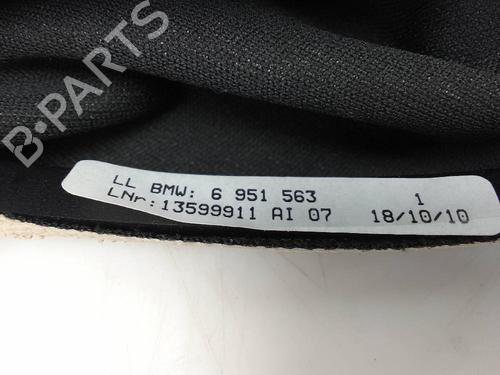 B-PARTS
LL BMW: 6 951 563 1
LNr:13599911 AI 07 18/10/10